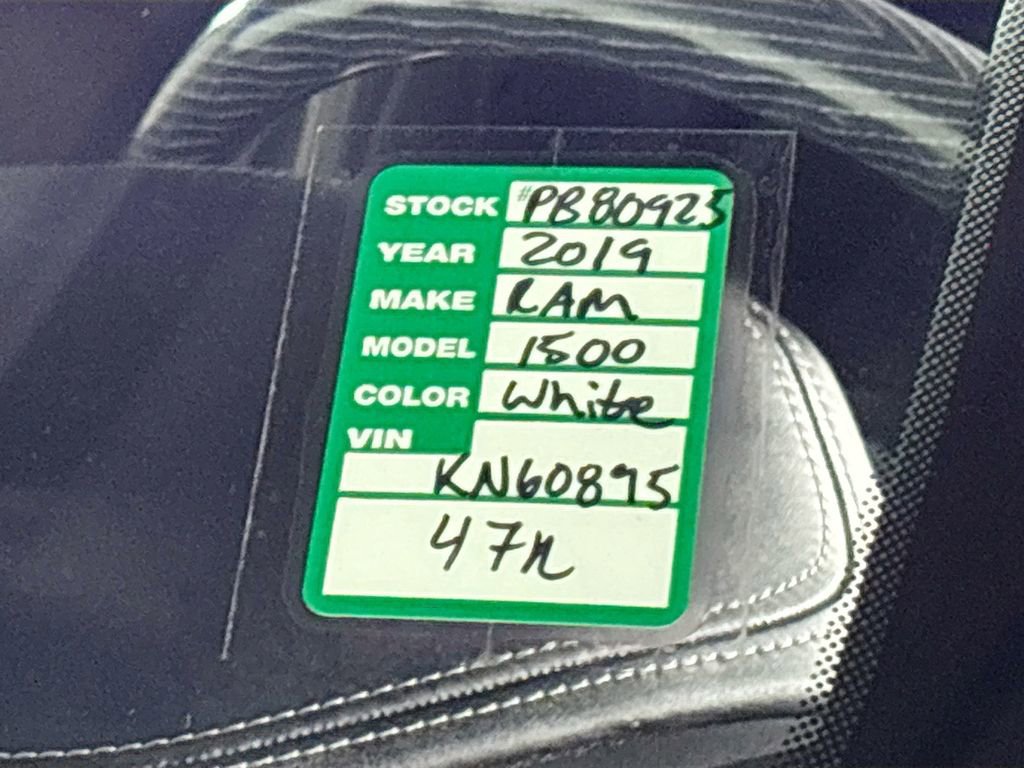 STOCK #PB80925
YEAR 2019
MAKE RAM
MODEL 1500
COLOR White
VIN
KN60895
47K